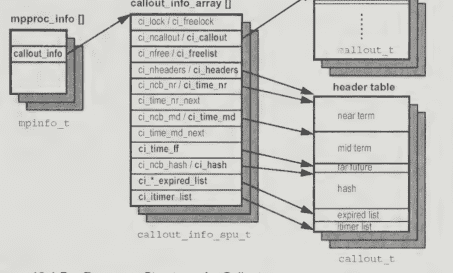 callout_info_array []
mpproc_info []
callout_info
mpinfo_t
ci_lock / ci_freelock
ci_ncallout / ci_callout
ci_nfree / ci_freelist
ci_nheaders / ci_headers
ci_ncb_nr / ci_time_nr
ci_time_nr_next
ci_ncb_md / ci_time_md
ci_time_md_next
ci_time_ff
ci_ncb_hash / ci_hash
ci_*_expired_list
ci_itimer_list
callout_info_spu_t
callout_t
header table
near term
mid term
far future
hash
expired list
itimer list
callout_t